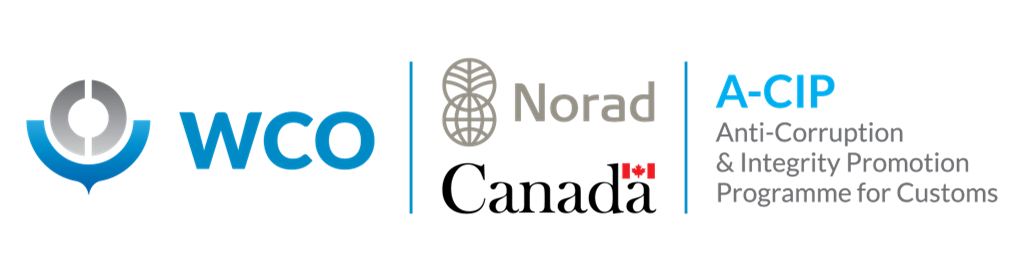 WCO
Norad
Canada
A-CIP
Anti-Corruption
& Integrity Promotion
Programme for Customs